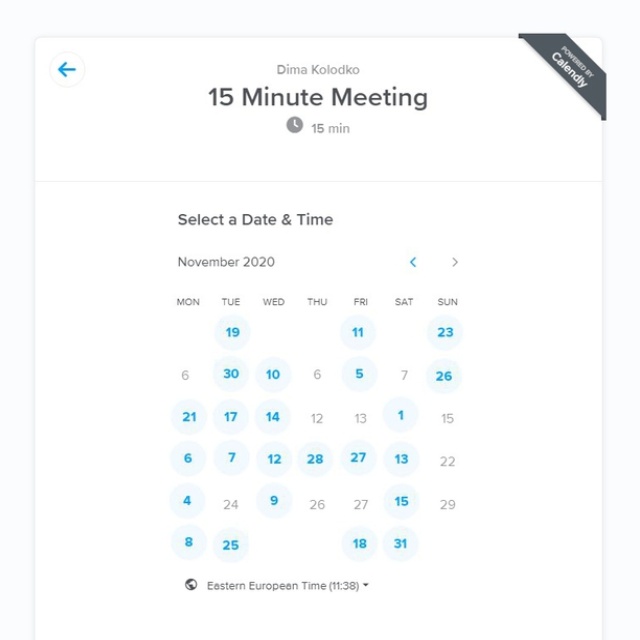 POWERED BY
Calendly
Dima Kolodko
15 Minute Meeting
15 min
Select a Date & Time
November 2020
MON TUE WED THU FRI SAT SUN
19 11 23
6 30 10 6 5 7 26
21 17 14 12 13 1 15
6 7 12 28 27 13 22
4 24 9 26 27 15 29
8 25 18 31
Eastern European Time (11:38)